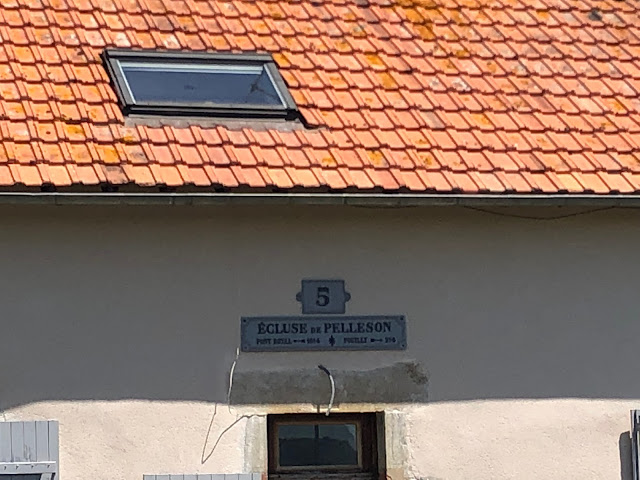 5
ÉCLUSE DE PELLESON
PONT ROYAL POUILLY